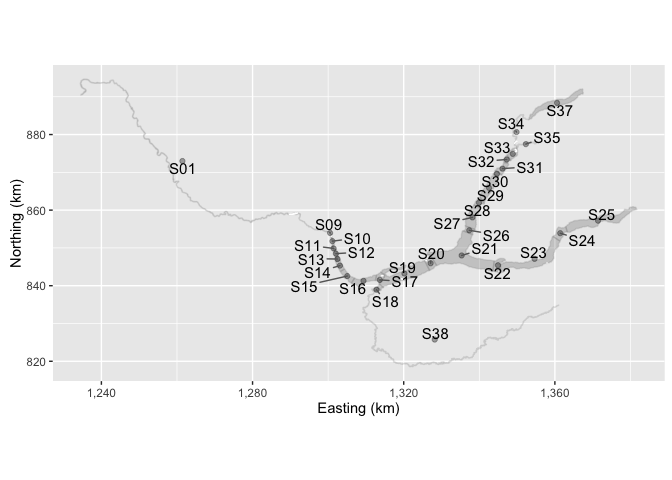 S37
S34
880
S35
S33
S32
S31
S01
S30
S29
S28
860
S25
S09
S27
S26
S24
S10
S11
S12
S21
S23
S13
S20
S14
S19
S22
S15
S16
S17
840
S18
S38
820
1,240
1,280
1,320
1,360
Easting (km)
Northing (km)